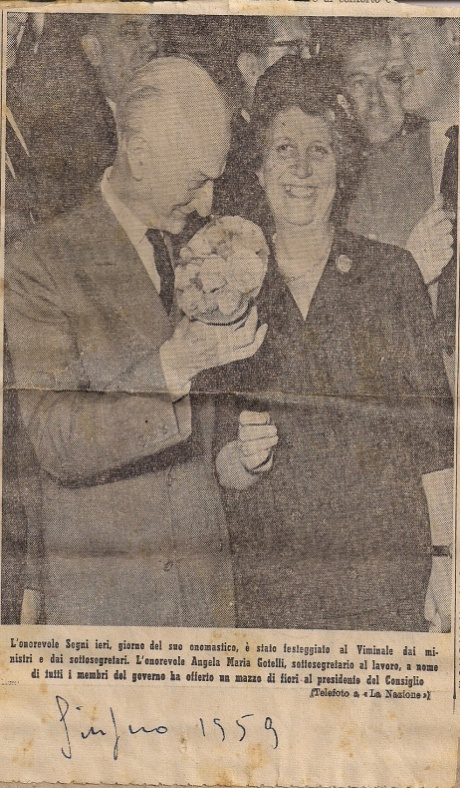 L'onorevole Segni ieri, giorno del suo onomastico, è stato festeggiato al Viminale dai mi-
nistri e dai sottosegretari. L'onorevole Angela Maria Gotelli, sottosegretario al lavoro, a nome
di tutti i membri del governo ha offerto un mazzo di fiori al presidente del Consiglio
(Telefoto a «La Nazione»)
Giugno 1959